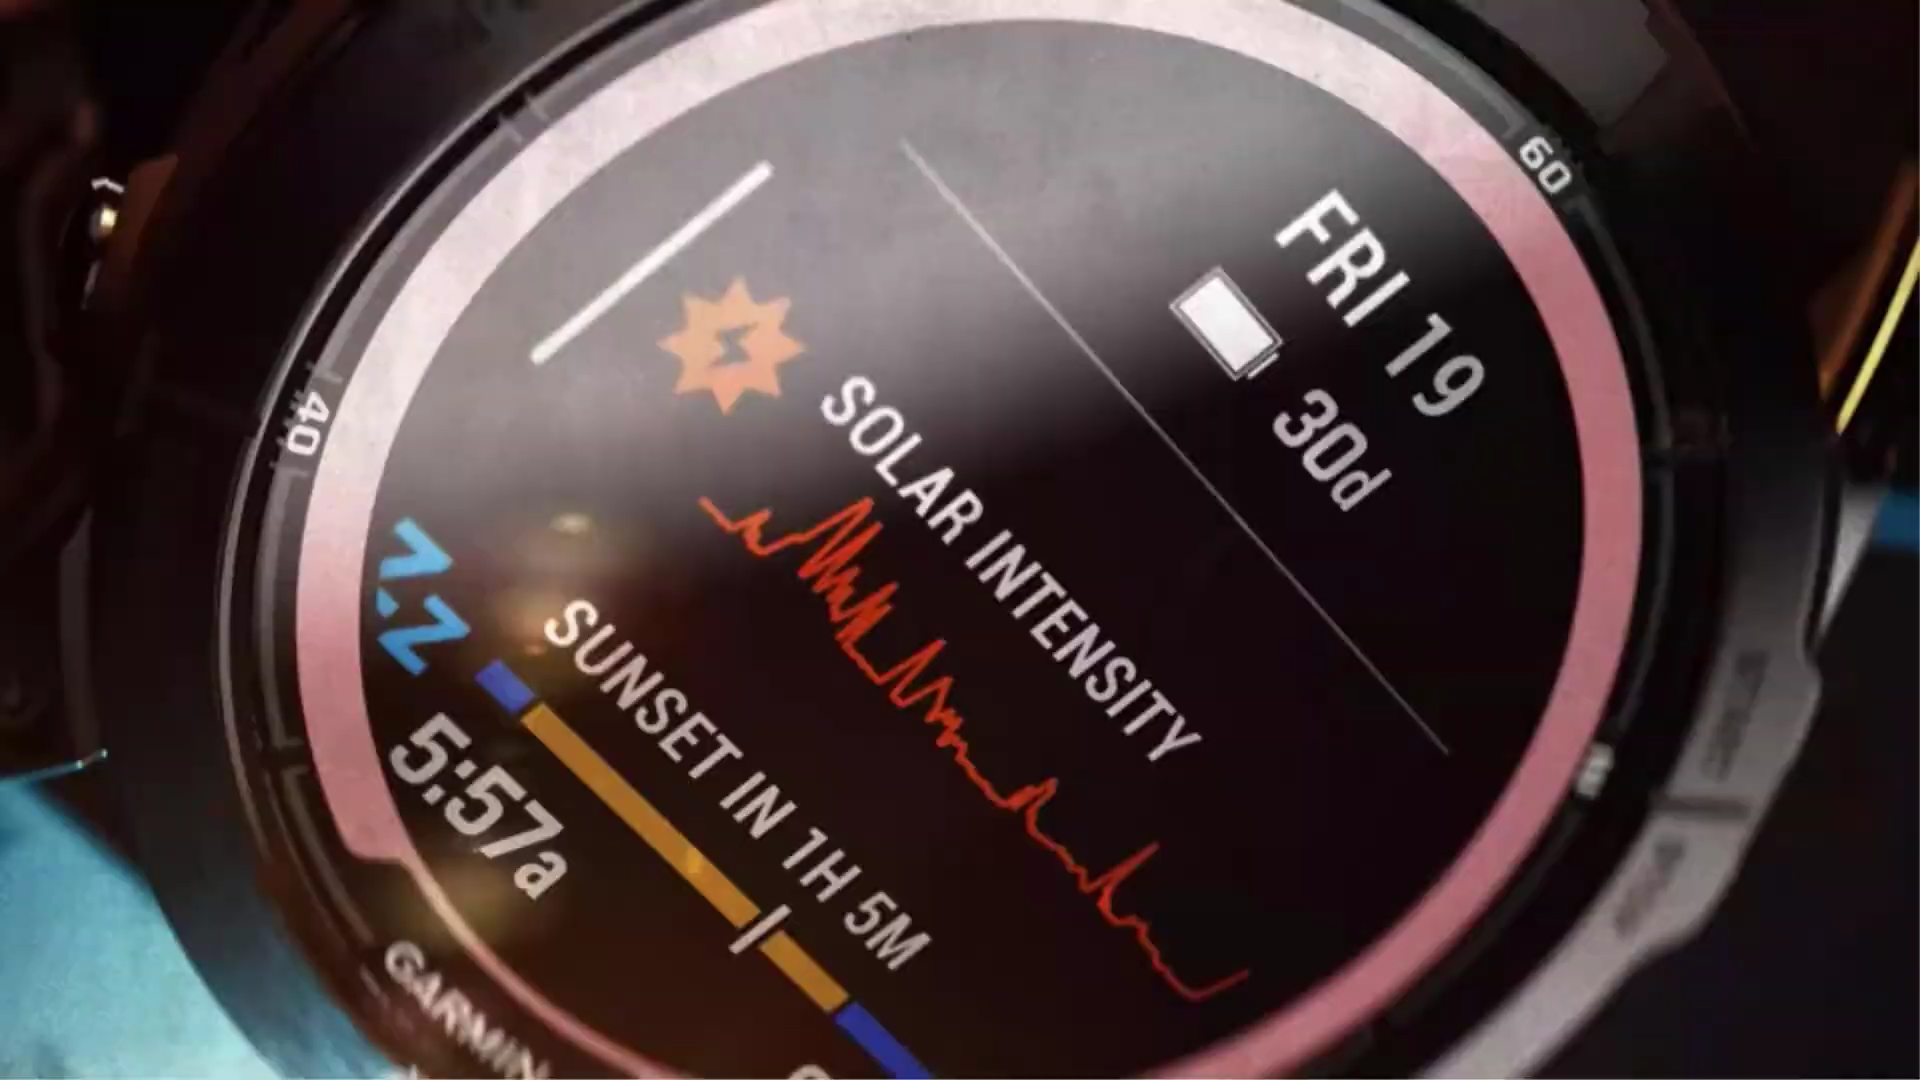 60
FRI 19
30d
40
SOLAR INTENSITY
SUNSET IN 1H 5M
5:57a
GARMIN